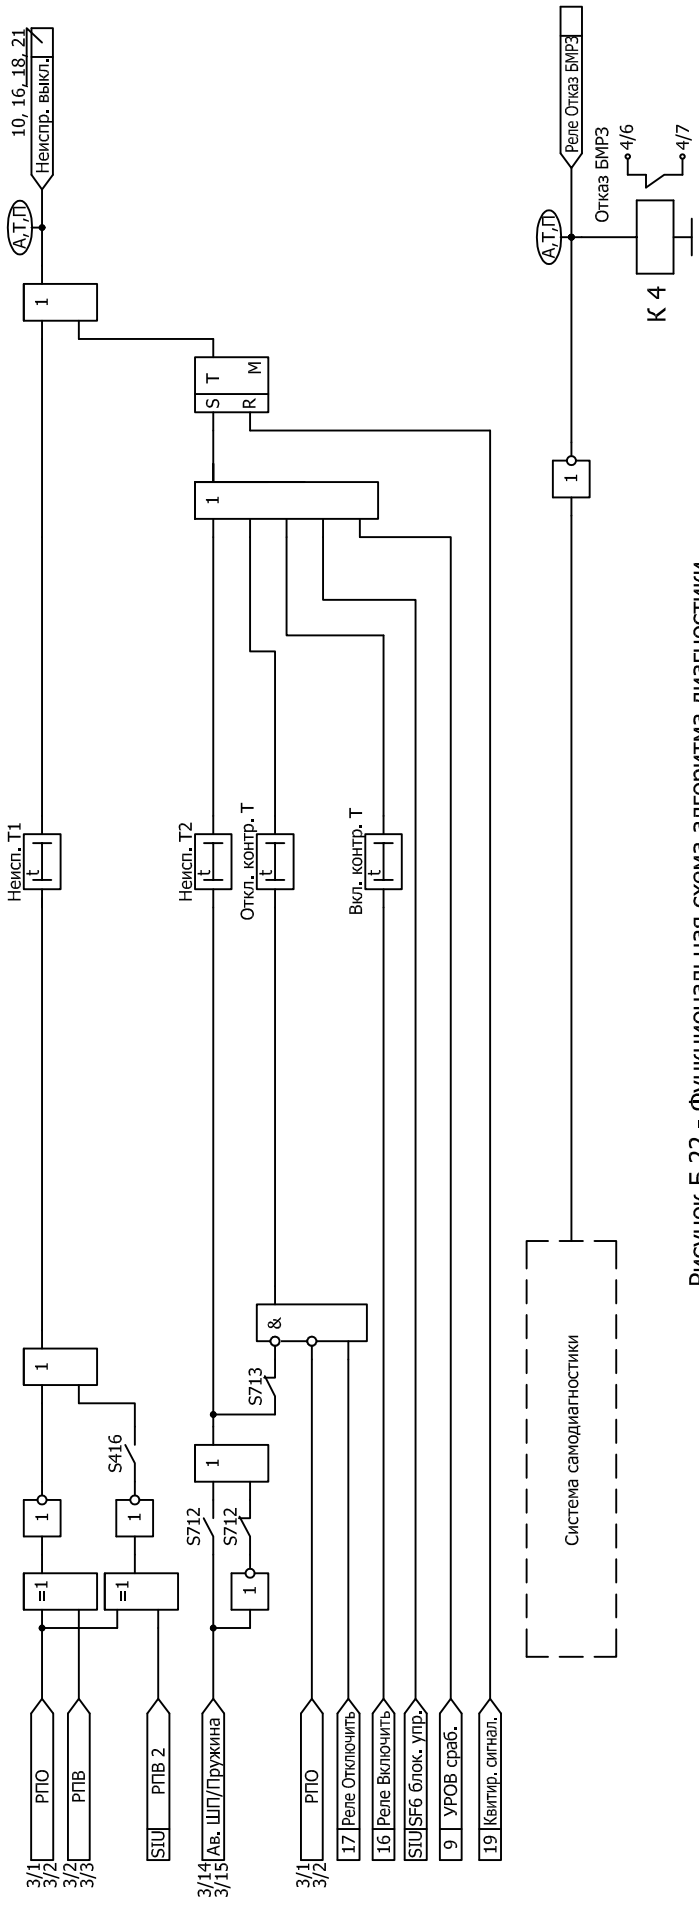 10, 16, 18, 21
Неиспр. выкл.
А,Т,П
1
Неисп. Т1
t
1
S416
1
1
=1
=1
3/1
3/2
РПО
3/2
3/3
РПВ
SIU
РПВ 2
S T
R M
1
Неисп. Т2
t
Откл. контр. Т
t
Вкл. контр. Т
t
&
S713
1
S712
S712
1
3/14
3/15
Ав. ШП/Пружина
3/1
3/2
РПО
17 Реле Отключить
16 Реле Включить
SIU SF6 блок. упр.
9 УРОВ сраб.
19 Квитир. сигнал.
Реле Отказ БМРЗ
А,Т,П
Отказ БМРЗ
4/6
4/7
К 4
1
Система самодиагностики
Рисунок Б.22 - Функциональная схема алгоритма диагностики